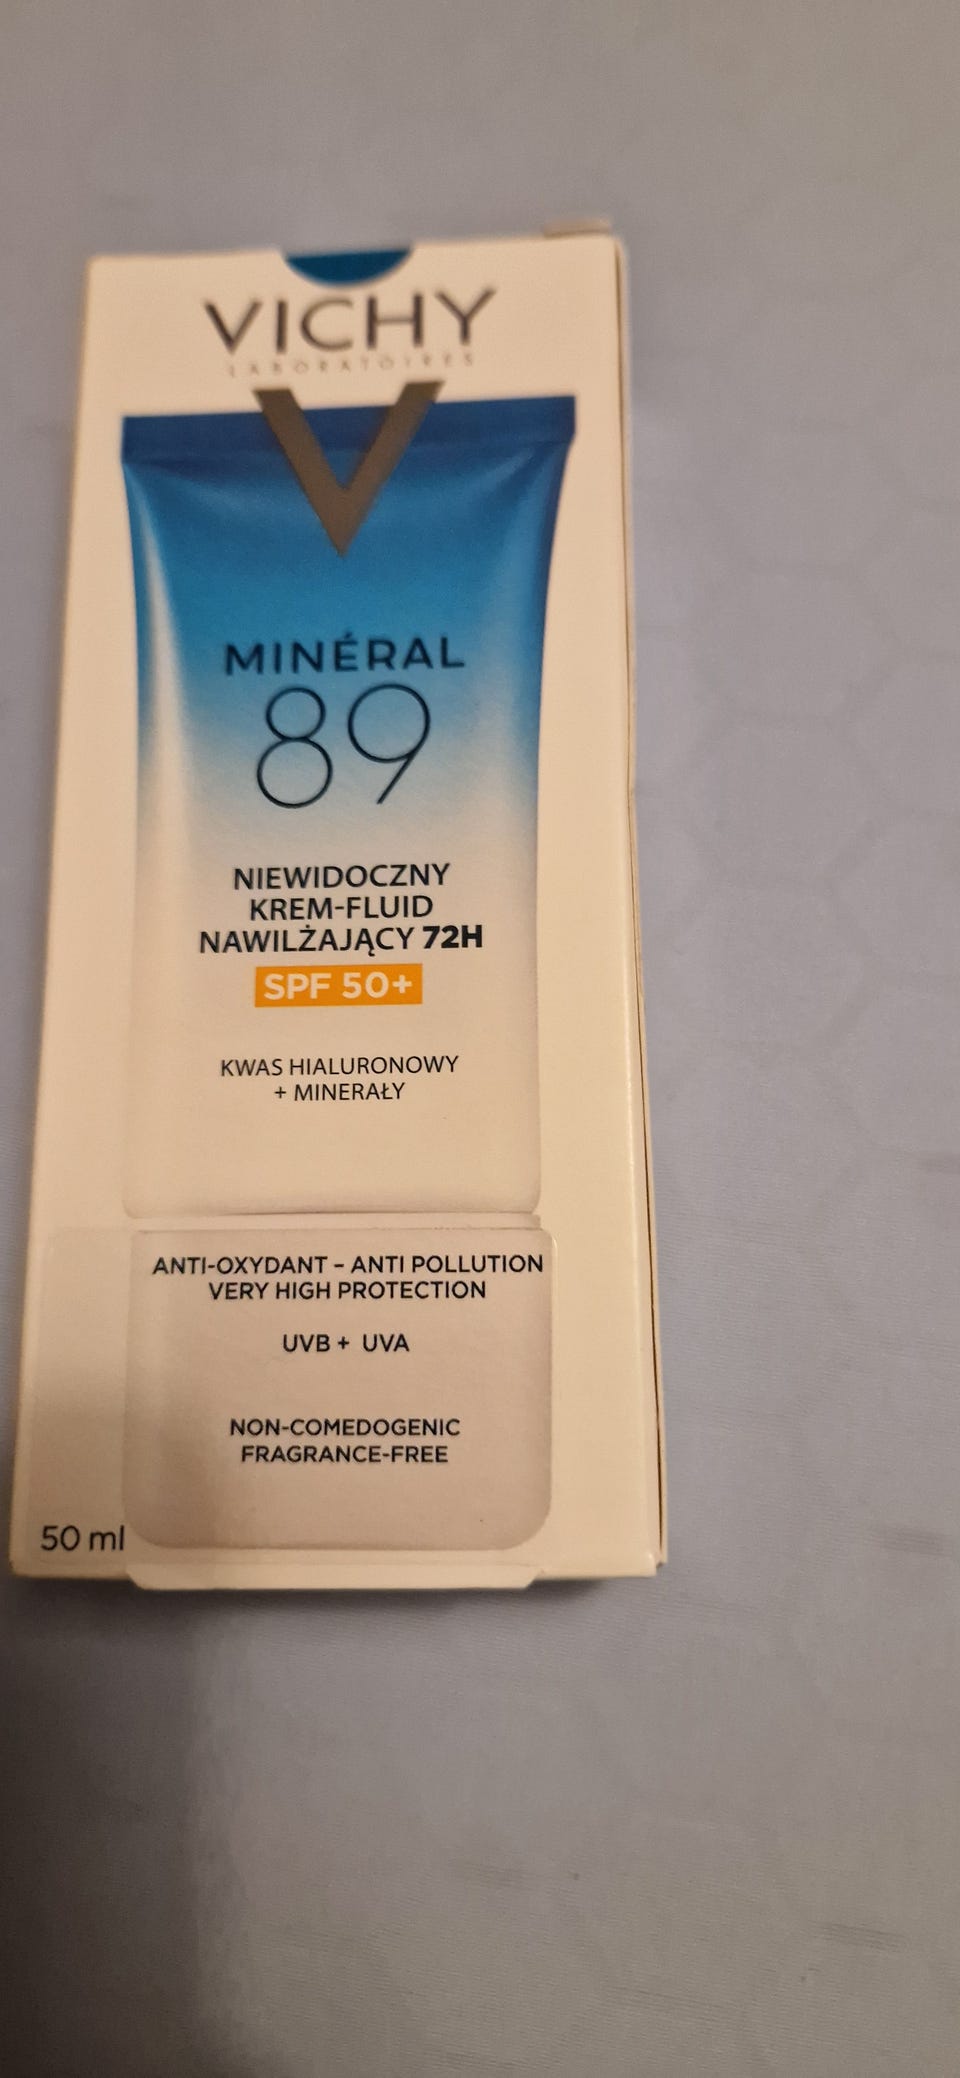 VICHY
LABORATOIRES
MINÉRAL
89
NIEWIDOCZNY
KREM-FLUID
NAWILŻAJĄCY 72H
SPF 50+
KWAS HIALURONOWY
+ MINERAŁY
ANTI-OXYDANT – ANTI POLLUTION
VERY HIGH PROTECTION
UVB + UVA
NON-COMEDOGENIC
FRAGRANCE-FREE
50 ml